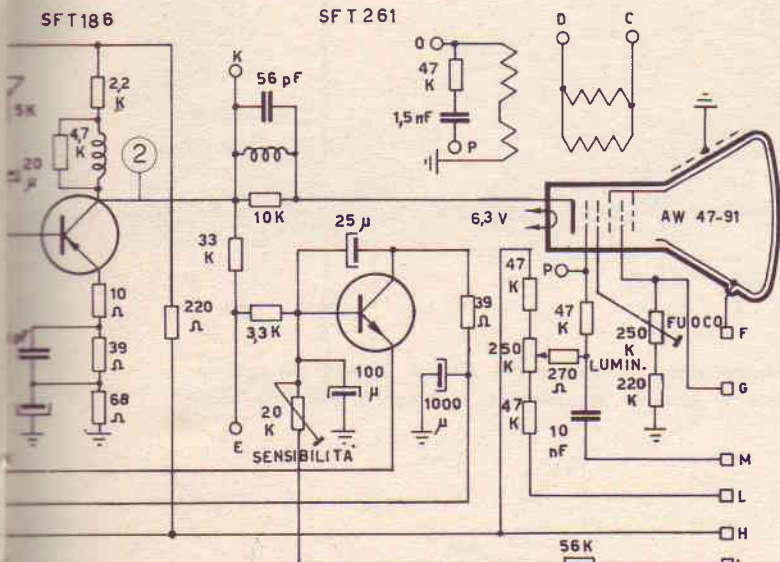 SFT186
SFT261
D
C
K
O
56 pF
47
K
2,2
K
5K
1,5 nF
4,7
K
P
2
20
AW 47-91
10K
6,3 V
25 µ
33
K
47
K
P
10
Ω
220
Ω
3,3K
39
Ω
47
K
250
K
FUOCO
F
39
Ω
250
K
LUMIN.
270
Ω
100
µ
220
K
G
68
Ω
20
K
1000
µ
47
K
10
nF
E
SENSIBILITA'
M
L
H
56K